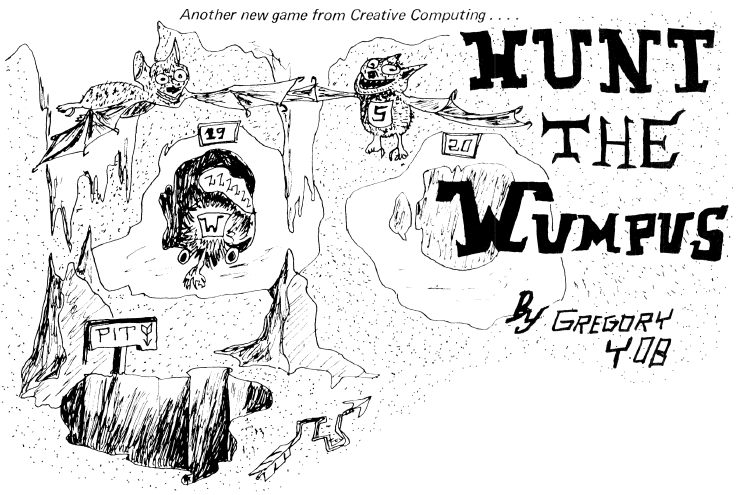 Another new game from Creative Computing....
HUNT
THE
WUMPUS
By GREGORY
YOB
19
S
20
W
PIT